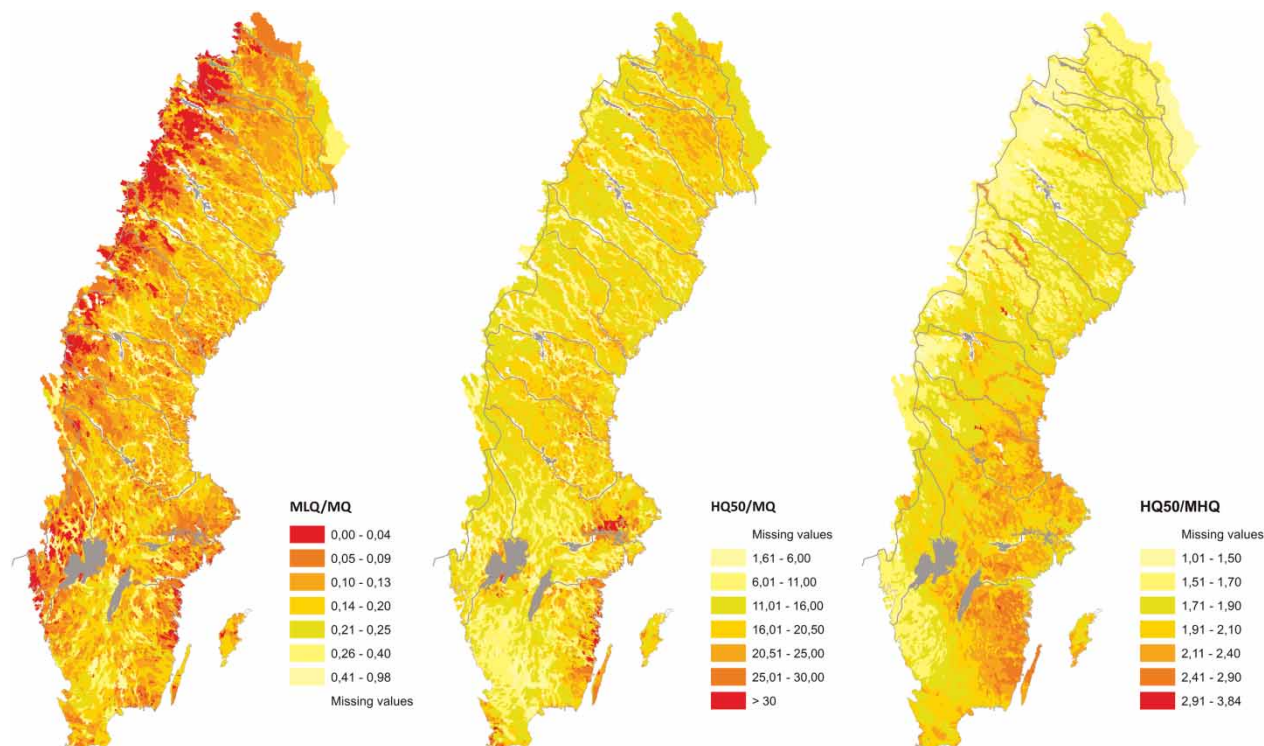 MLQ/MQ
0,00 - 0,04
0,05 - 0,09
0,10 - 0,13
0,14 - 0,20
0,21 - 0,25
0,26 - 0,40
0,41 - 0,98
Missing values
HQ50/MQ
Missing values
1,61 - 6,00
6,01 - 11,00
11,01 - 16,00
16,01 - 20,50
20,51 - 25,00
25,01 - 30,00
> 30
HQ50/MHQ
Missing values
1,01 - 1,50
1,51 - 1,70
1,71 - 1,90
1,91 - 2,10
2,11 - 2,40
2,41 - 2,90
2,91 - 3,84